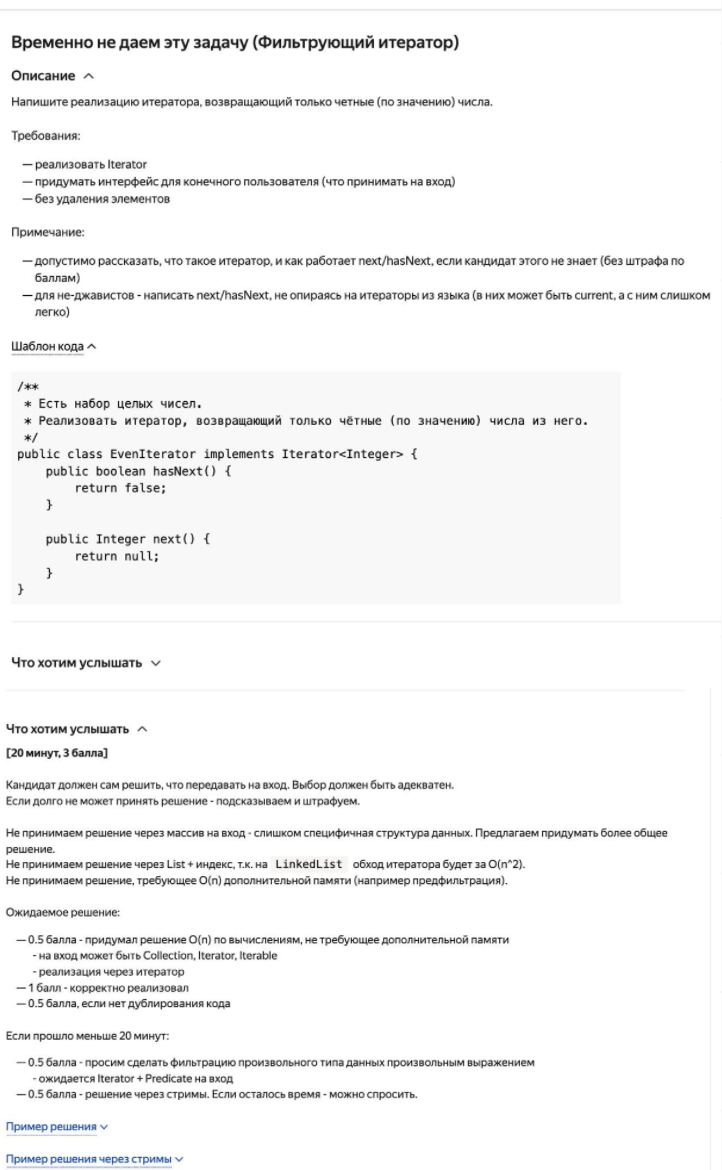 Временно не даем эту задачу (Фильтрующий итератор)
Описание
Напишите реализацию итератора, возвращающий только четные (по значению) числа.
Требования:
— реализовать Iterator
— придумать интерфейс для конечного пользователя (что принимать на вход)
— без удаления элементов
Примечание:
— допустимо рассказать, что такое итератор, и как работает next/hasNext, если кандидат этого не знает (без штрафа по
баллам)
— для не-джавистов - написать next/hasNext, не опираясь на итераторы из языка (в них может быть current, а с ним слишком
легко)
Шаблон кода
/**
 * Есть набор целых чисел.
 * Реализовать итератор, возвращающий только чётные (по значению) числа из него.
 */
public class EvenIterator implements Iterator<Integer> {
    public boolean hasNext() {
        return false;
    }
    public Integer next() {
        return null;
    }
}
Что хотим услышать
Что хотим услышать
[20 минут, 3 балла]
Кандидат должен сам решить, что передавать на вход. Выбор должен быть адекватен.
Если долго не может принять решение - подсказываем и штрафуем.
Не принимаем решение через массив на вход - слишком специфичная структура данных. Предлагаем придумать более общее
решение.
Не принимаем решение через List + индекс, т.к. на LinkedList обход итератора будет за O(n^2).
Не принимаем решение, требующее O(n) дополнительной памяти (например предфильтрация).
Ожидаемое решение:
— 0.5 балла - придумал решение O(n) по вычислениям, не требующее дополнительной памяти
- на вход может быть Collection, Iterator, Iterable
- реализация через итератор
— 1 балл - корректно реализовал
— 0.5 балла, если нет дублирования кода
Если прошло меньше 20 минут:
— 0.5 балла - просим сделать фильтрацию произвольного типа данных произвольным выражением
- ожидается Iterator + Predicate на вход
— 0.5 балла - решение через стримы. Если осталось время - можно спросить.
Пример решения
Пример решения через стримы